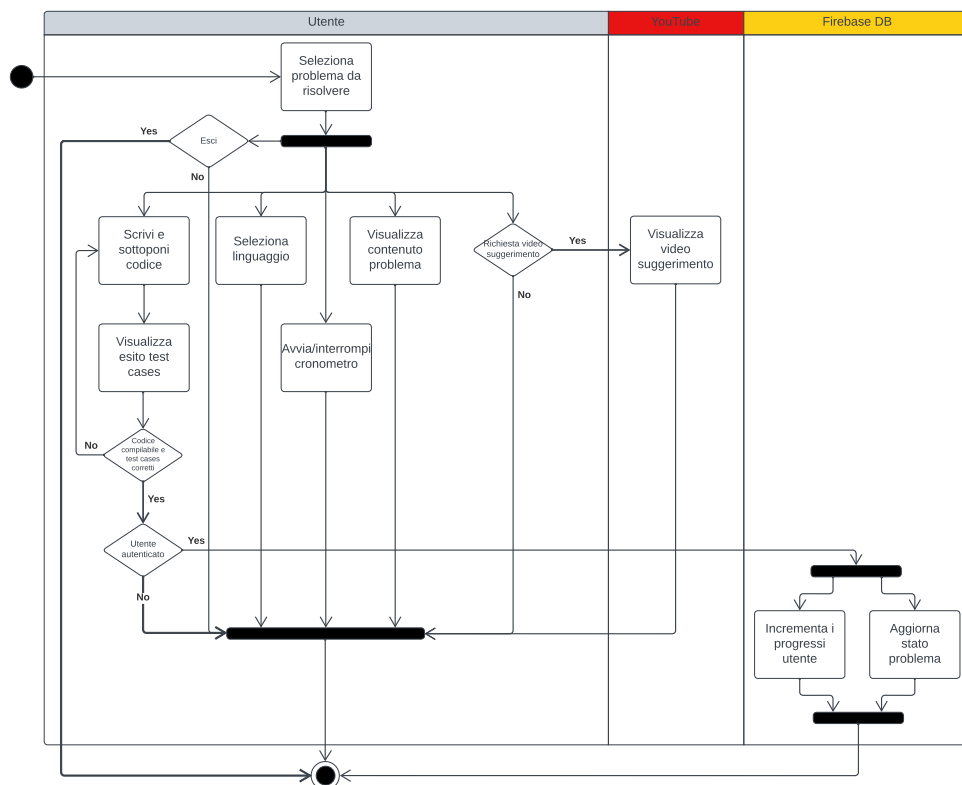 Utente
YouTube
Firebase DB
Seleziona
problema da
risolvere
Yes
Esci
No
Scrivi e
sottoponi
codice
Seleziona
linguaggio
Visualizza
contenuto
problema
Richiesta video
suggerimento
Yes
Visualizza
video
suggerimento
No
Visualizza
esito test
cases
Avvia/interrompi
cronometro
No
Codice
compilabile e
test cases
corretti
Yes
Utente
autenticato
Yes
No
Incrementa i
progressi
utente
Aggiorna
stato
problema